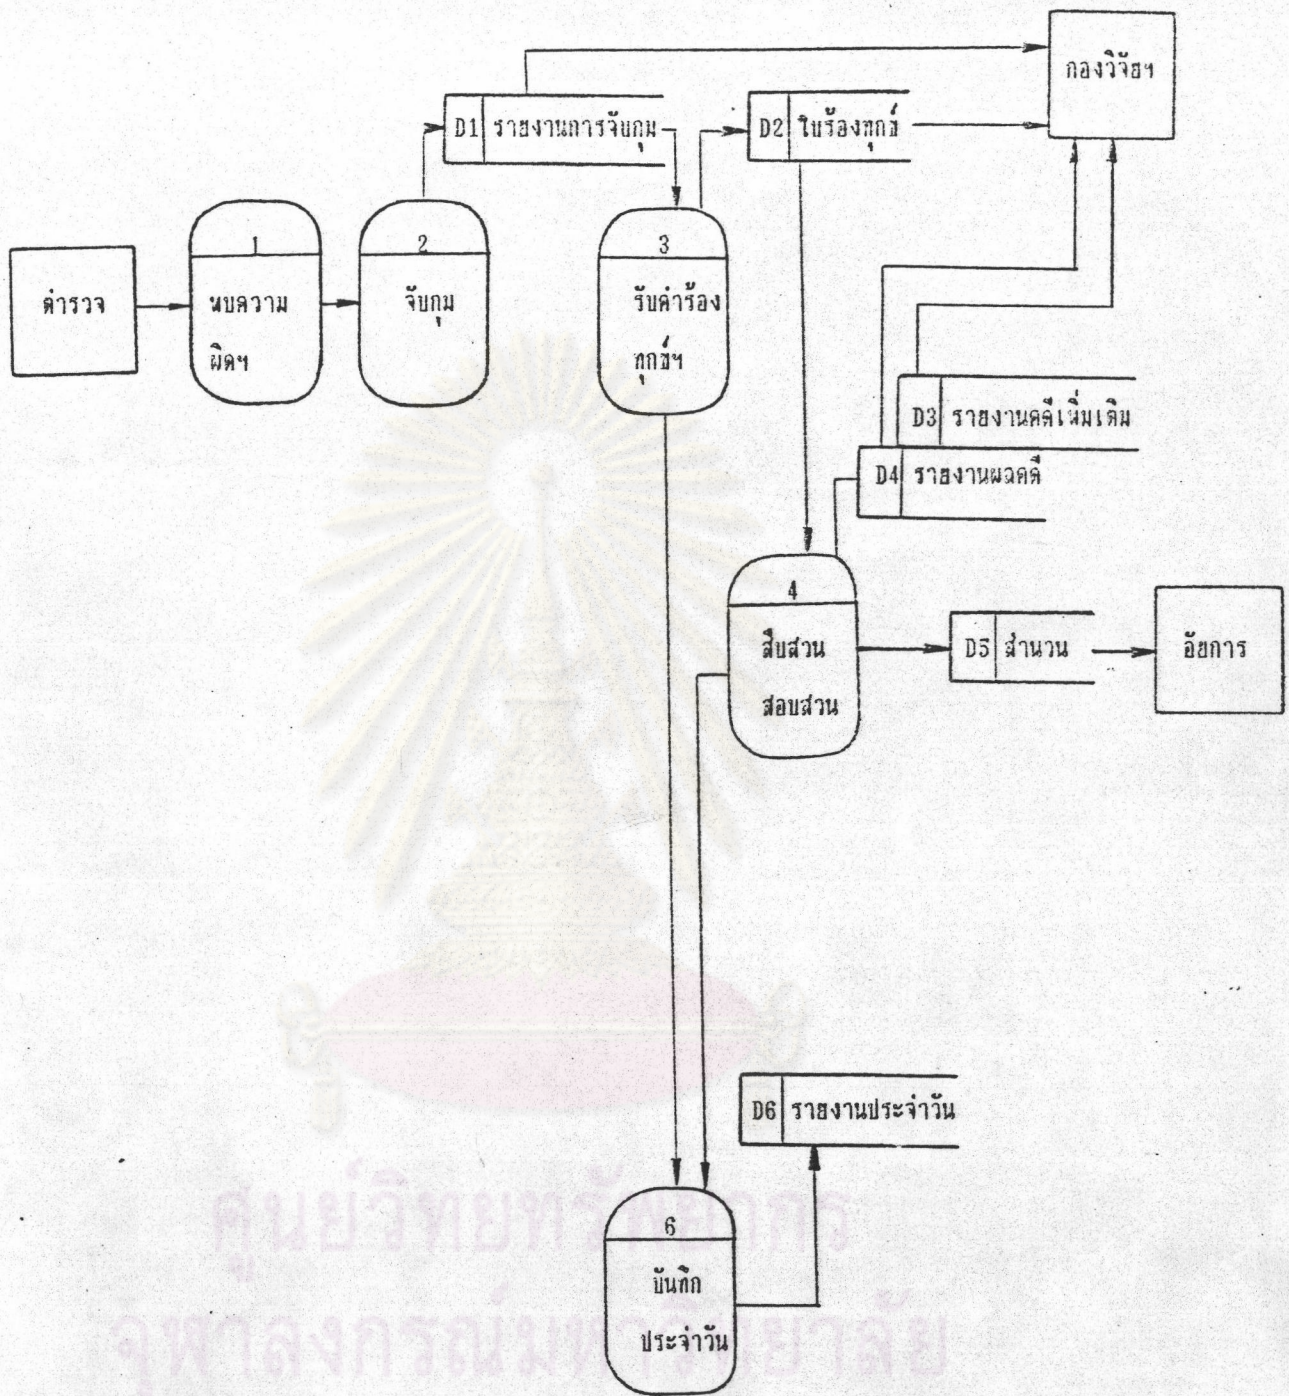 กองวิจัยฯ
D1 รายงานการจับกุม
D2 ใบร้องทุกข์
1
2
3
ตำรวจ
พบความ
ผิดฯ
จับกุม
รับคำร้อง
ทุกข์ฯ
D3 รายงานคดีเพิ่มเติม
D4 รายงานผลคดี
4
สืบสวน
สอบสวน
D5 สำนวน
อัยการ
D6 รายงานประจำวัน
6
บันทึก
ประจำวัน
ศูนย์วิทยทรัพยากร
จุฬาลงกรณ์มหาวิทยาลัย